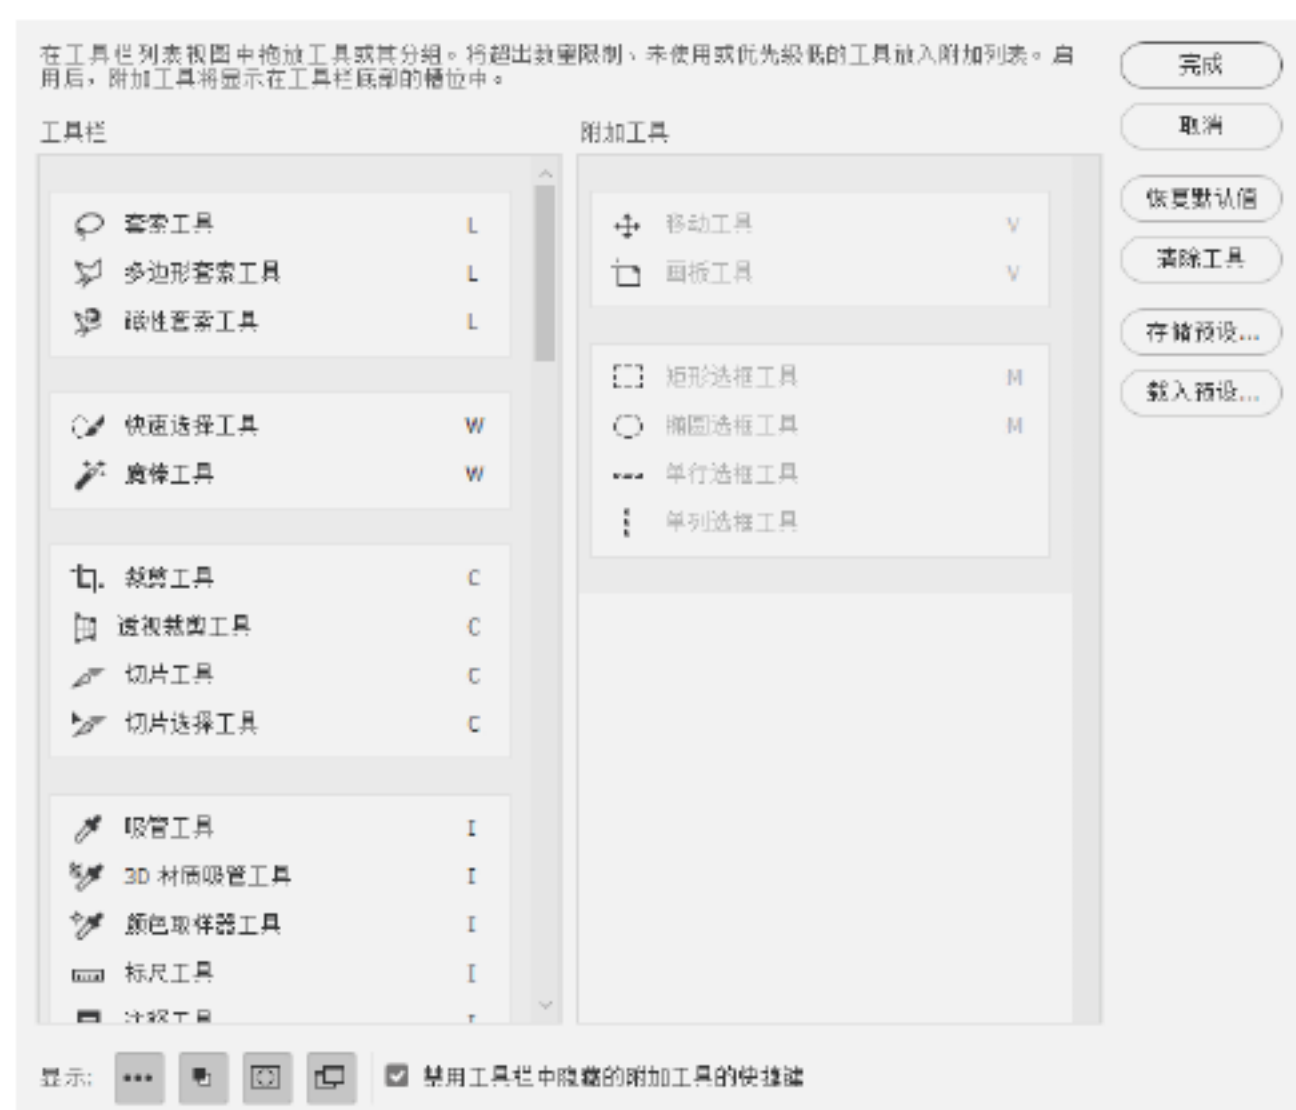 在工具栏列表视图中拖放工具或其分组。将超出数量限制、未使用或优先级低的工具放入附加列表。启
用后，附加工具将显示在工具栏底部的槽位中。
完成
取消
工具栏
附加工具
恢复默认值
清除工具
存储预设...
载入预设...
套索工具 L
多边形套索工具 L
磁性套索工具 L
快速选择工具 W
魔棒工具 W
裁剪工具 C
透视裁剪工具 C
切片工具 C
切片选择工具 C
吸管工具 I
3D 材质吸管工具 I
颜色取样器工具 I
标尺工具 I
注释工具 I
移动工具 V
画板工具 V
矩形选框工具 M
椭圆选框工具 M
单行选框工具
单列选框工具
显示:
禁用工具栏中隐藏的附加工具的快捷键